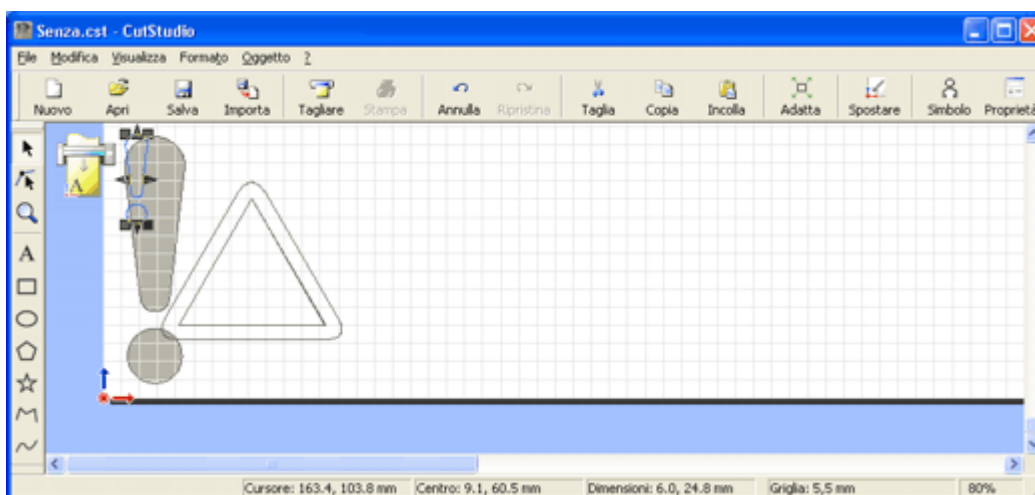 Senza.cst - CutStudio
File Modifica Visualizza Formato Oggetto ?
Nuovo Apri Salva Importa Tagliare Stampa Annulla Ripristina Taglia Copia Incolla Adatta Spostare Simbolo Proprietà
A
A
Cursore: 163.4, 103.8 mm Centro: 9.1, 60.5 mm Dimensioni: 6.0, 24.8 mm Griglia: 5,5 mm 80%